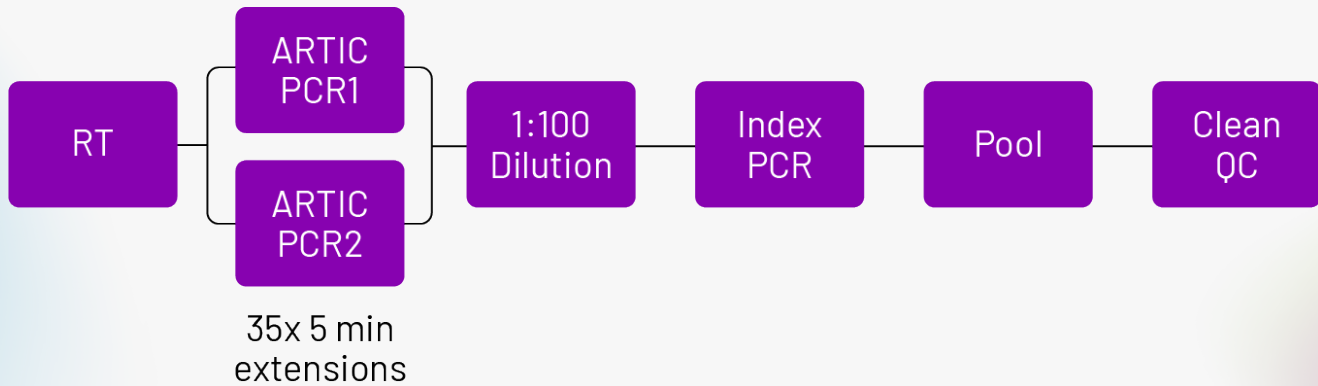 RT
ARTIC
PCR1
ARTIC
PCR2
35x 5 min
extensions
1:100
Dilution
Index
PCR
Pool
Clean
QC